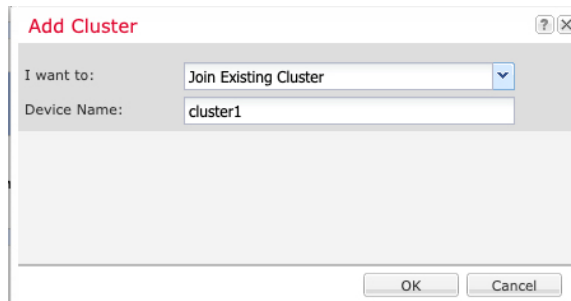 Add Cluster
I want to: Join Existing Cluster
Device Name: cluster1
OK Cancel